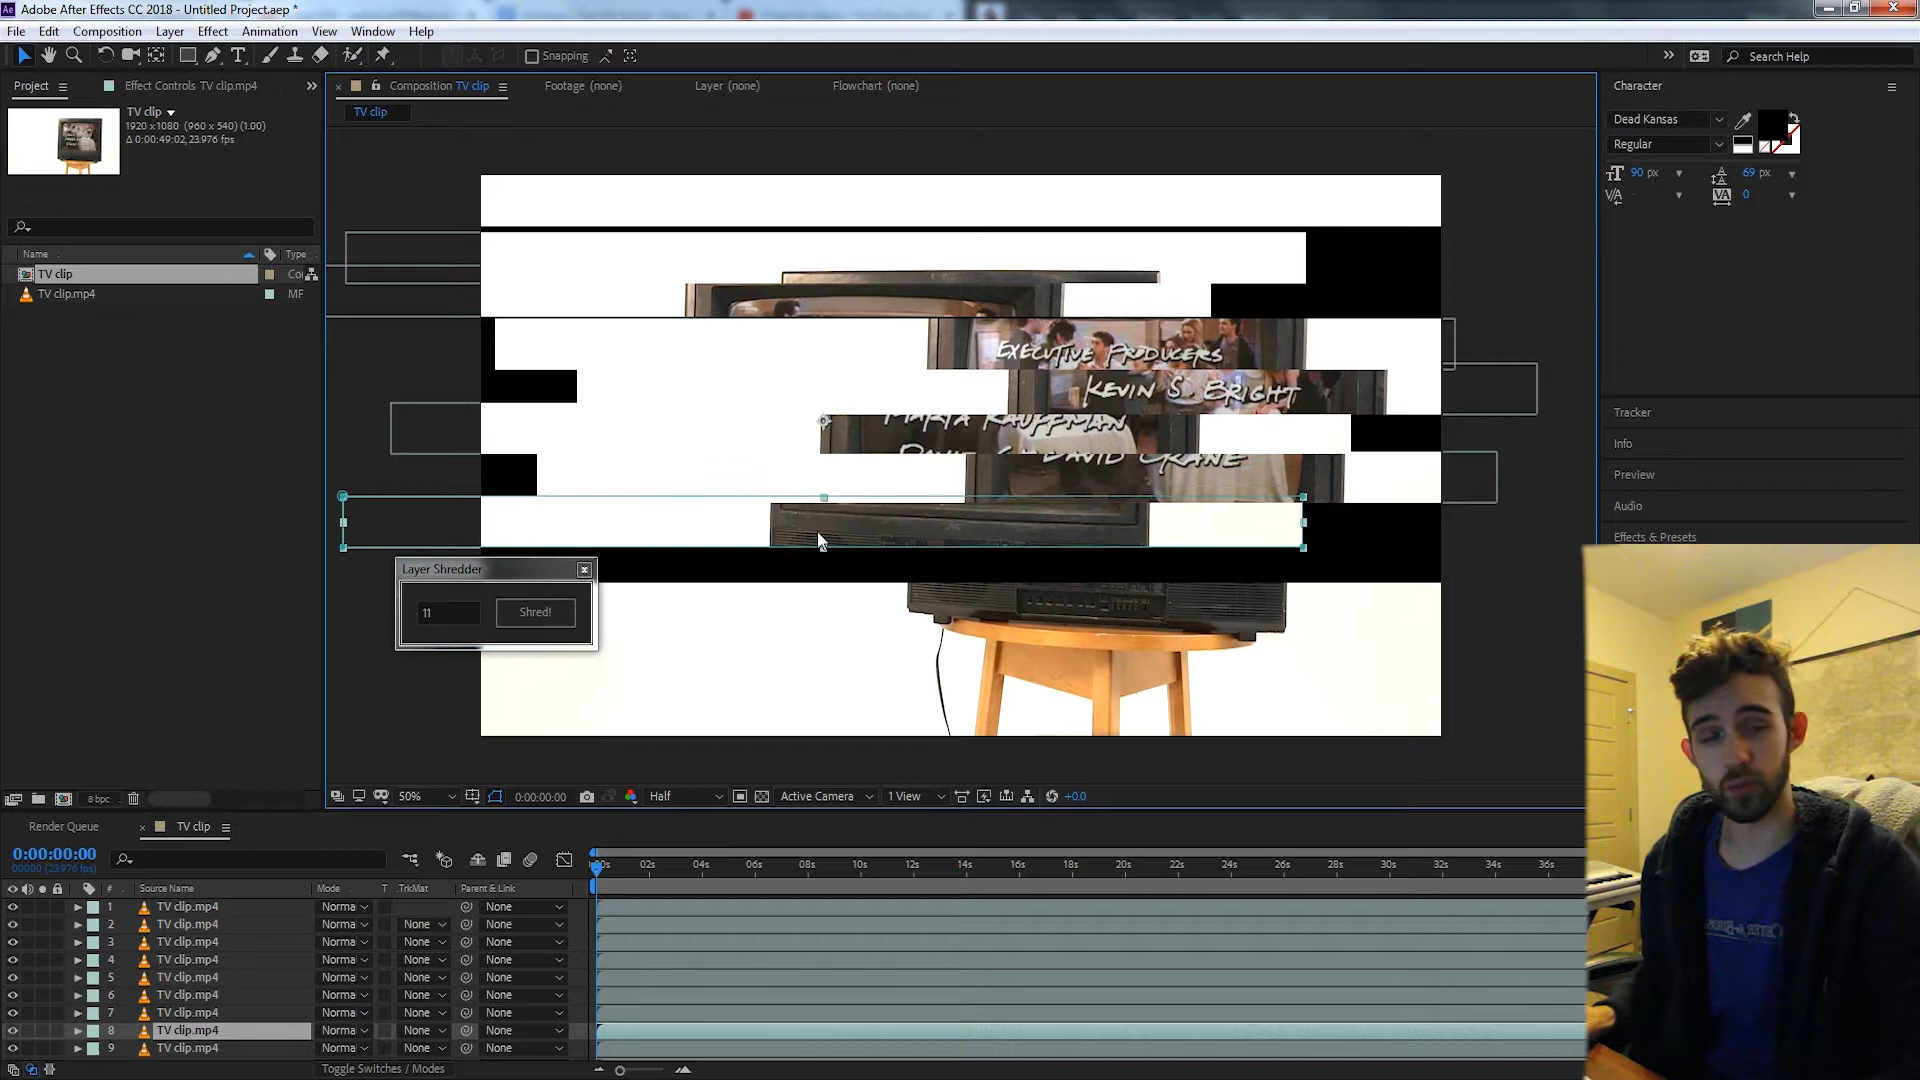 Adobe After Effects CC 2018 - Untitled Project.aep *
File Edit Composition Layer Effect Animation View Window Help
Snapping
Search Help
Project
Effect Controls TV clip.mp4
Composition TV clip
Footage (none)
Layer (none)
Flowchart (none)
Character
TV clip
1920 x1080 (960 x 540) (1.00)
Δ 0:00:49:02, 23.976 fps
TV clip
Dead Kansas
Regular
90 px
69 px
0
Name
Type
TV clip
TV clip.mp4
MF
EXECUTIVE PRODUCERS
KEVIN S. BRIGHT
MARTA KAUFFMAN
DAVID CRANE
JVC
Layer Shredder
11
Shred!
Tracker
Info
Preview
Audio
Effects & Presets
8 bpc
50%
0:00:00:00
Half
Active Camera
1 View
+0.0
Render Queue
TV clip
0:00:00:00
00000 (23.976 fps)
02s 04s 06s 08s 10s 12s 14s 16s 18s 20s 22s 24s 26s 28s 30s 32s 34s 36s
# Source Name Mode T .TrkMat Parent & Link
1 TV clip.mp4 Norma None
2 TV clip.mp4 Norma None None
3 TV clip.mp4 Norma None None
4 TV clip.mp4 Norma None None
5 TV clip.mp4 Norma None None
6 TV clip.mp4 Norma None None
7 TV clip.mp4 Norma None None
8 TV clip.mp4 Norma None None
9 TV clip.mp4 Norma None None
Toggle Switches / Modes